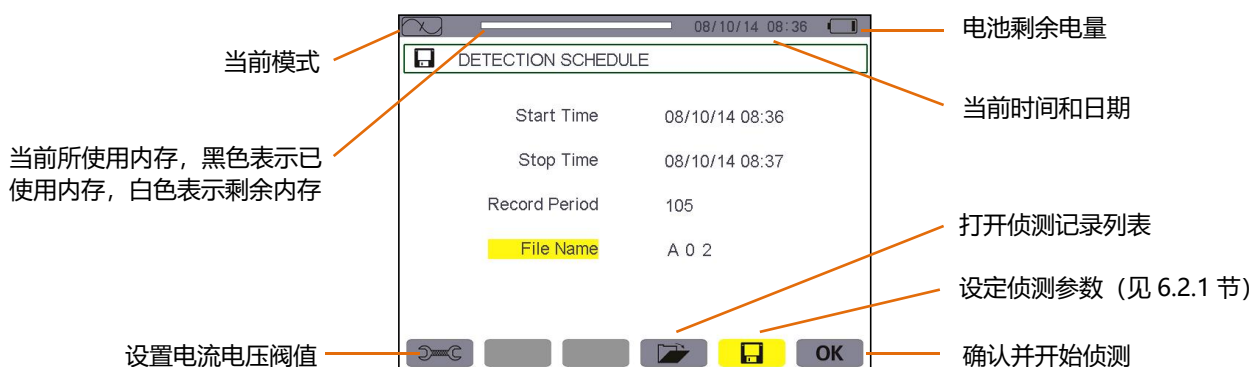 08/10/14 08:36
电池剩余电量
当前模式
DETECTION SCHEDULE
当前时间和日期
Start Time 08/10/14 08:36
当前所使用内存，黑色表示已
使用内存，白色表示剩余内存
Stop Time 08/10/14 08:37
Record Period 105
打开侦测记录列表
File Name A 0 2
设定侦测参数（见 6.2.1 节）
设置电流电压阀值
OK
确认并开始侦测